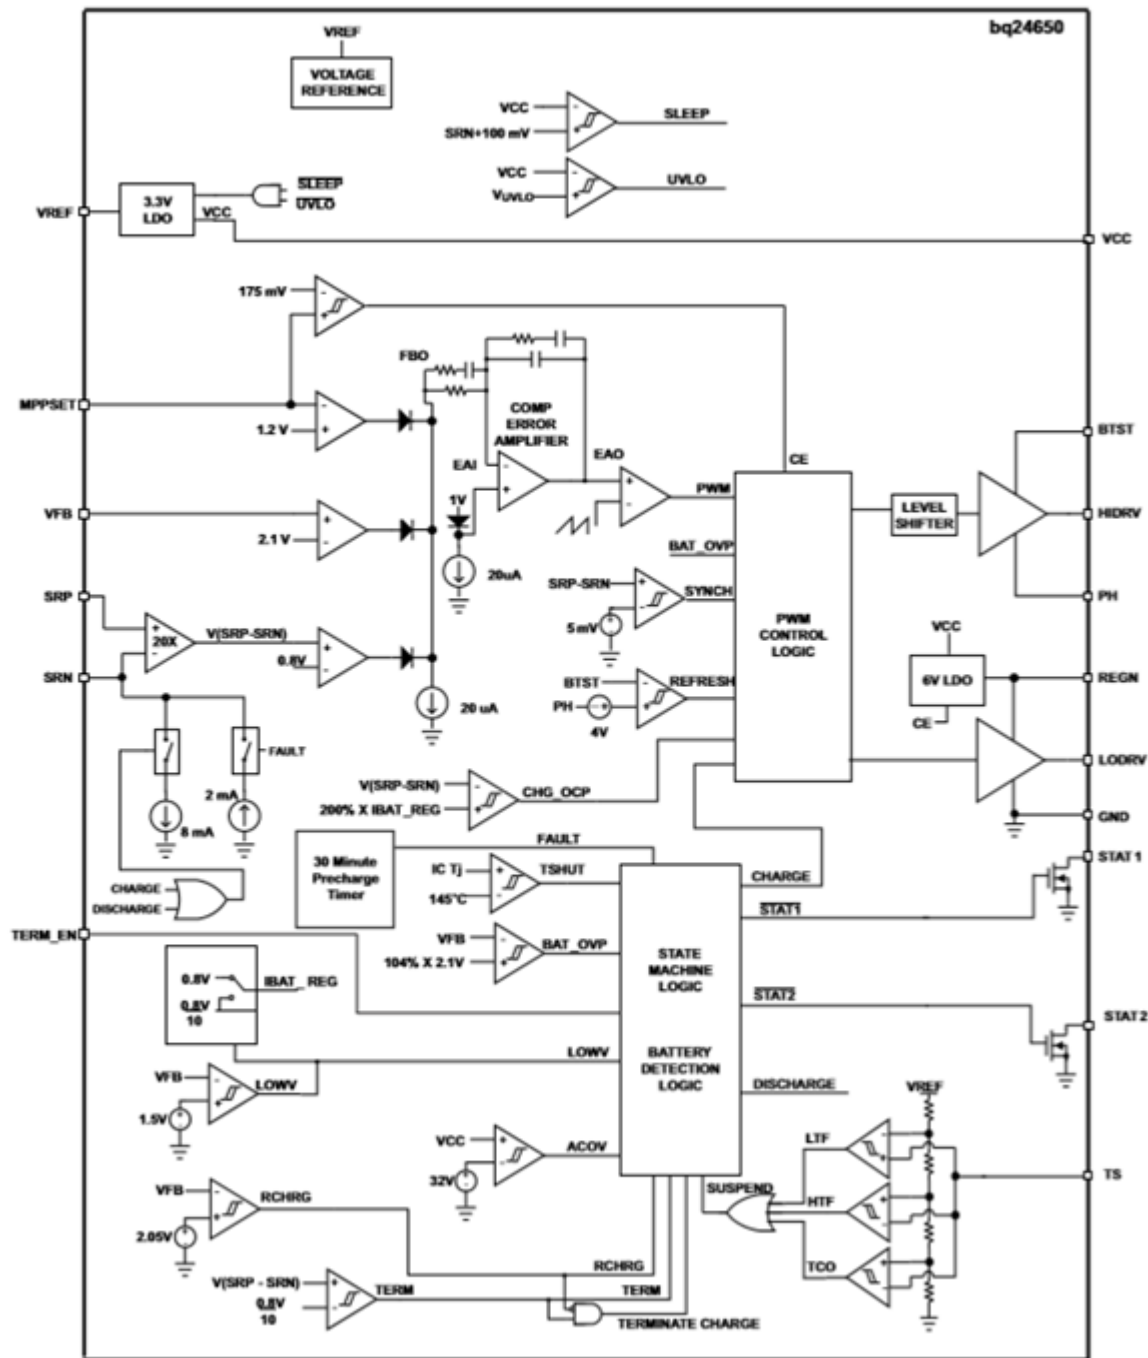 bq24650
VREF
VOLTAGE
REFERENCE
VCC
SRN+100 mV
SLEEP
VCC
VUVLO
UVLO
SLEEP
UVLO
3.3V
LDO
VCC
VREF
VCC
175 mV
FBO
MPPSET
1.2 V
COMP
ERROR
AMPLIFIER
EAI
EAO
CE
BTST
PWM
1V
VFB
2.1 V
20uA
LEVEL
SHIFTER
HIDRV
BAT_OVP
SRP-SRN
SYNCH
5 mV
PWM
CONTROL
LOGIC
PH
SRP
20X
V(SRP-SRN)
0.8V
SRN
VCC
6V LDO
REGN
CE
BTST
REFRESH
PH
4V
20 uA
FAULT
2 mA
8 mA
V(SRP-SRN)
200% X IBAT_REG
CHG_OCP
LODRV
GND
30 Minute
Precharge
Timer
FAULT
IC Tj
145°C
TSHUT
CHARGE
STAT1
STAT1
CHARGE
DISCHARGE
TERM_EN
VFB
104% X 2.1V
BAT_OVP
STATE
MACHINE
LOGIC
STAT2
STAT2
0.8V
0.8V
10
IBAT_REG
LOWV
BATTERY
DETECTION
LOGIC
DISCHARGE
VFB
LOWV
1.5V
VREF
LTF
VCC
32V
ACOV
SUSPEND
HTF
TS
VFB
RCHRG
2.05V
RCHRG
TCO
V(SRP - SRN)
0.8V
10
TERM
TERM
TERMINATE CHARGE